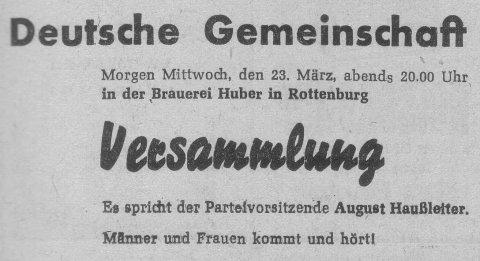 Deutsche Gemeinschaft
Morgen Mittwoch, den 23. März, abends 20.00 Uhr
in der Brauerei Huber in Rottenburg
Versammlung
Es spricht der Parteivorsitzende August Haußleiter.
Männer und Frauen kommt und hört!